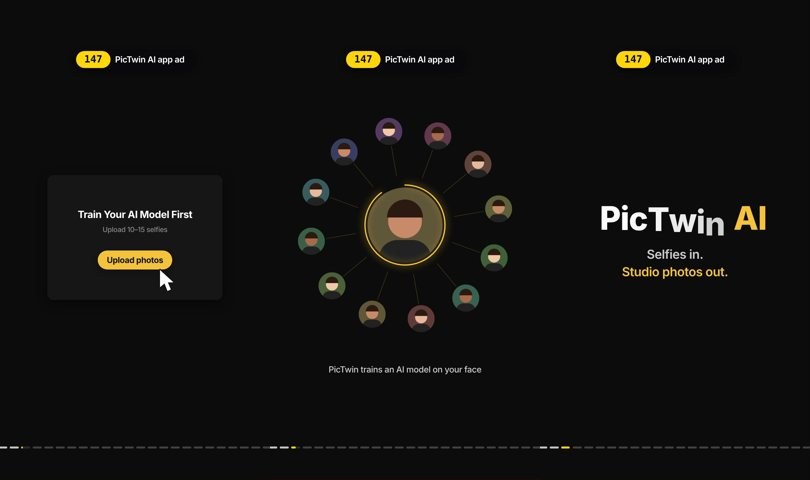 147 PicTwin AI app ad
Train Your AI Model First
Upload 10–15 selfies
Upload photos
147 PicTwin AI app ad
PicTwin trains an AI model on your face
147 PicTwin AI app ad
PicTwin AI
Selfies in.
Studio photos out.